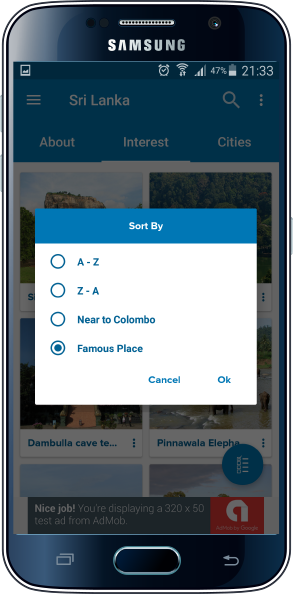 SAMSUNG
47% 21:33
Sri Lanka
About Interest Cities
Sort By
A - Z
Z - A
Near to Colombo
Famous Place
Cancel Ok
Dambulla cave te... Pinnawala Elepha...
Nice job! You're displaying a 320 x 50
test ad from AdMob.
AdMob by Google